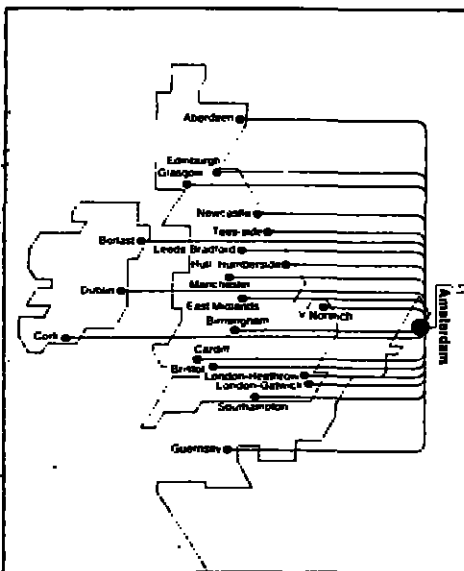 Aberdeen
Edinburgh
Glasgow
Newcastle
Tees-side
Belfast
Leeds Bradford
Hull Humberside
Manchester
Dublin
East Midlands
Norwich
Birmingham
Amsterdam
Cork
Cardiff
Bristol
London-Heathrow
London-Gatwick
Southampton
Guernsey